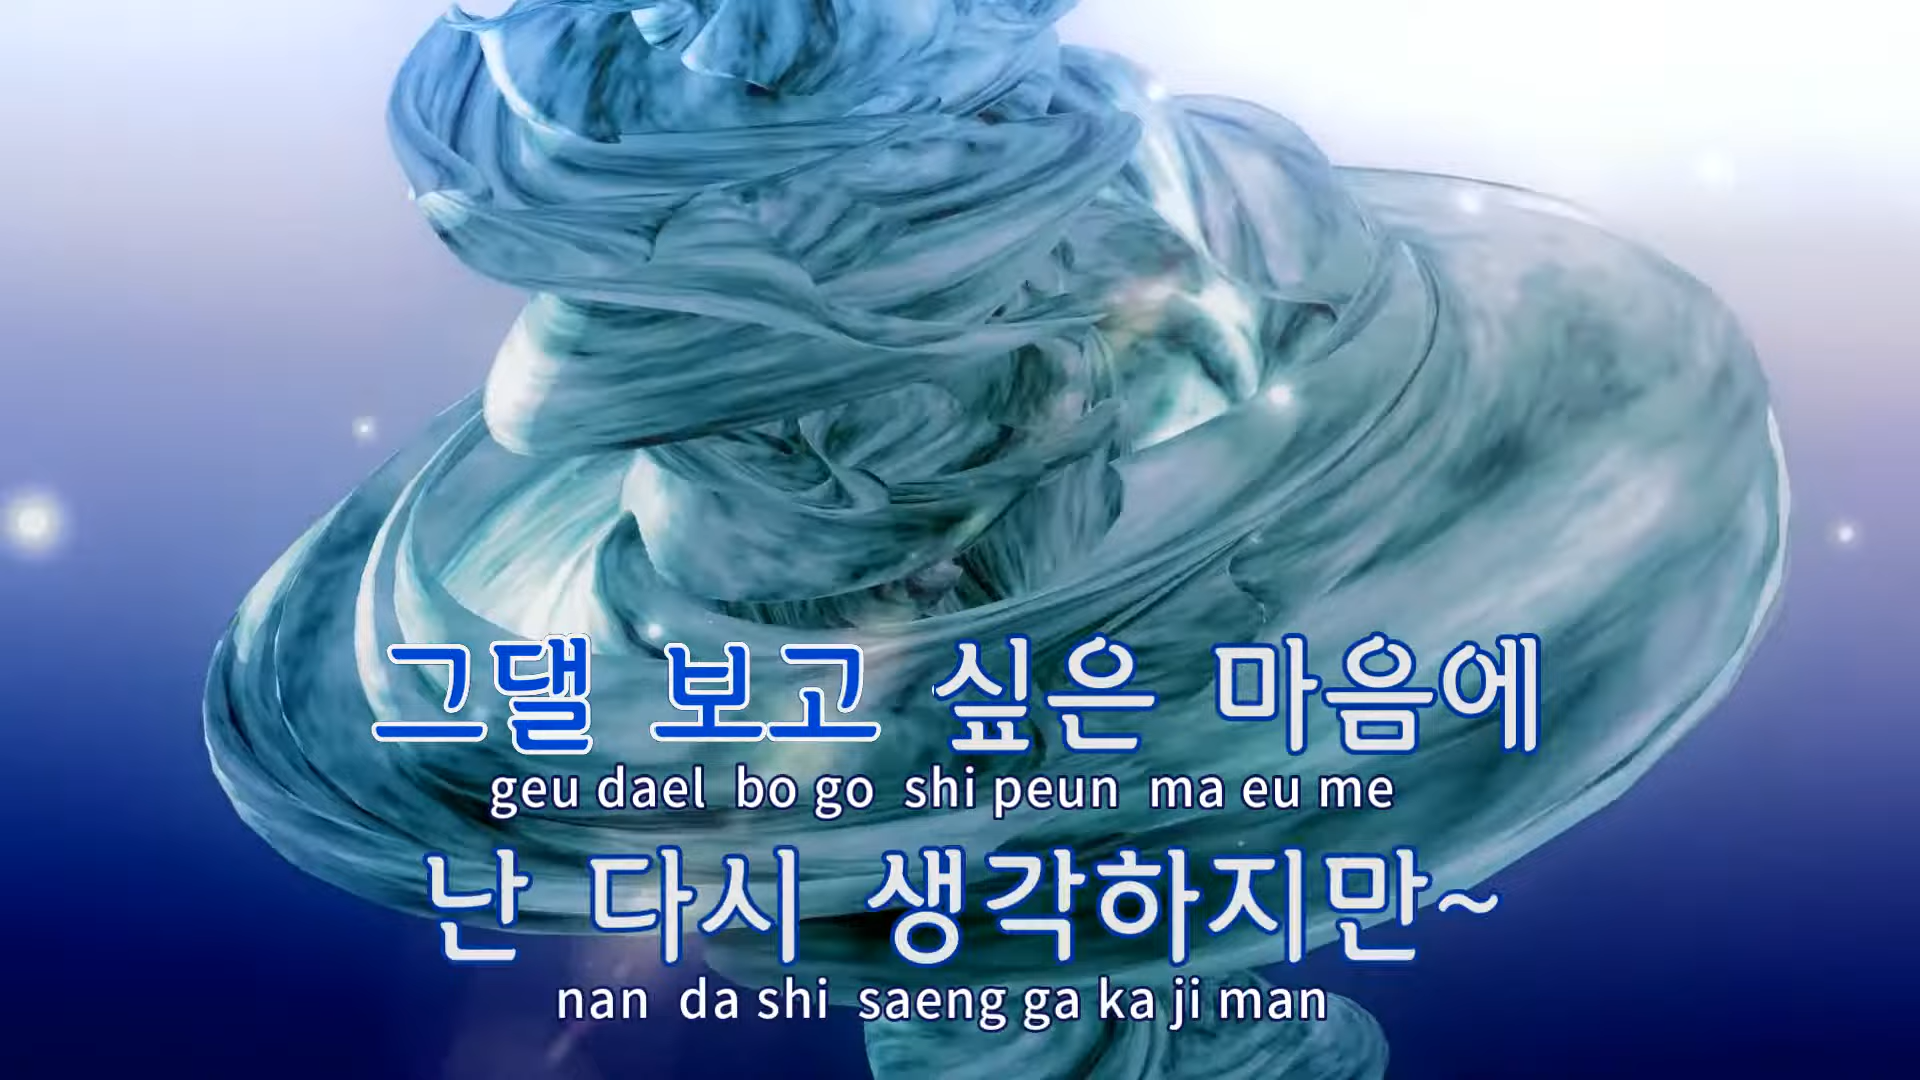 그댈 보고 싶은 마음에
geu dael bo go shi peun ma eu me
난 다시 생각하지만~
nan da shi saeng ga ka ji man